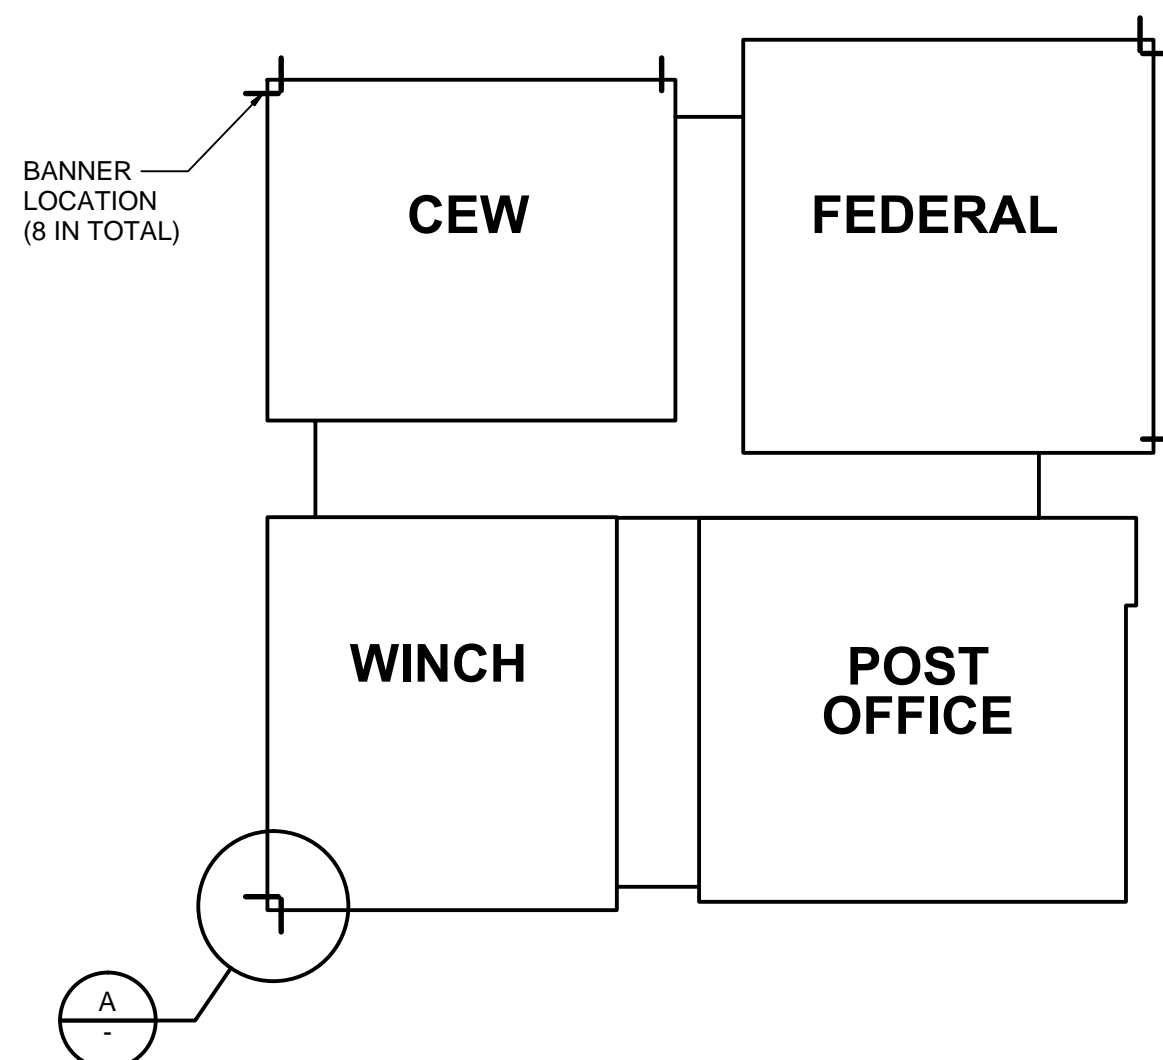 BANNER
LOCATION
(8 IN TOTAL)
CEW
FEDERAL
WINCH
POST
OFFICE
A
-